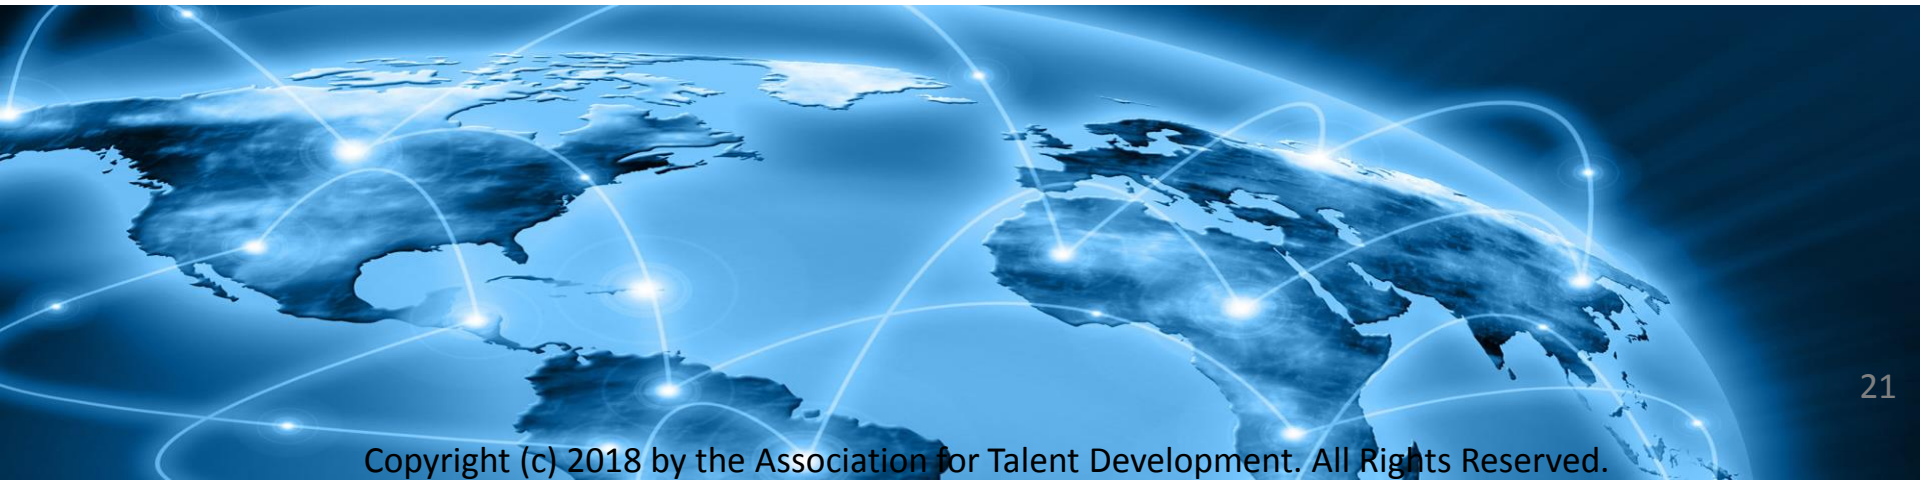 21
Copyright (c) 2018 by the Association for Talent Development. All Rights Reserved.